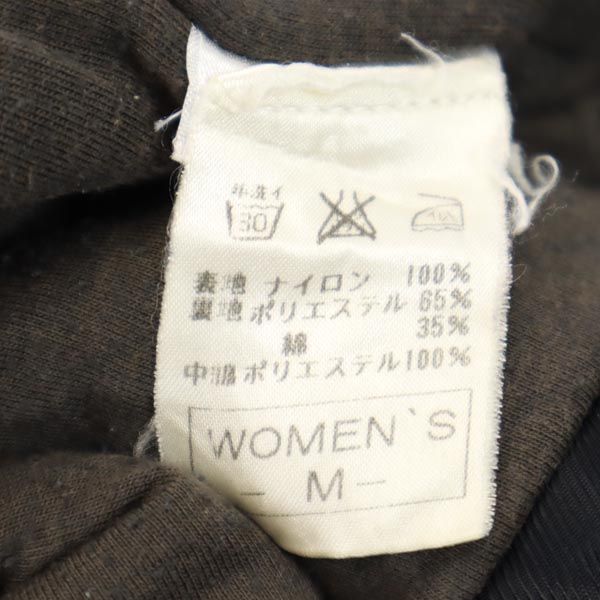 手洗イ
30
表地 ナイロン 100%
裏地 ポリエステル 65%
綿 35%
中綿 ポリエステル 100%
WOMEN`S
- M -